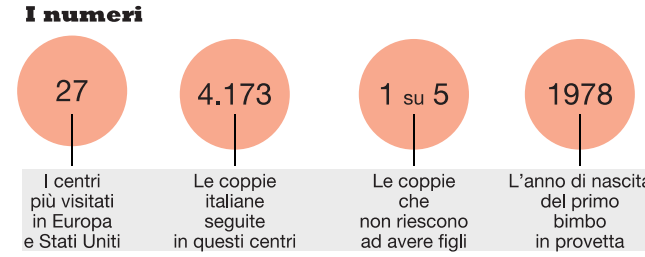 I numeri
27
4.173
1 su 5
1978
I centri
più visitati
in Europa
e Stati Uniti
Le coppie
italiane
seguite
in questi centri
Le coppie
che
non riescono
ad avere figli
L'anno di nascita
del primo
bimbo
in provetta